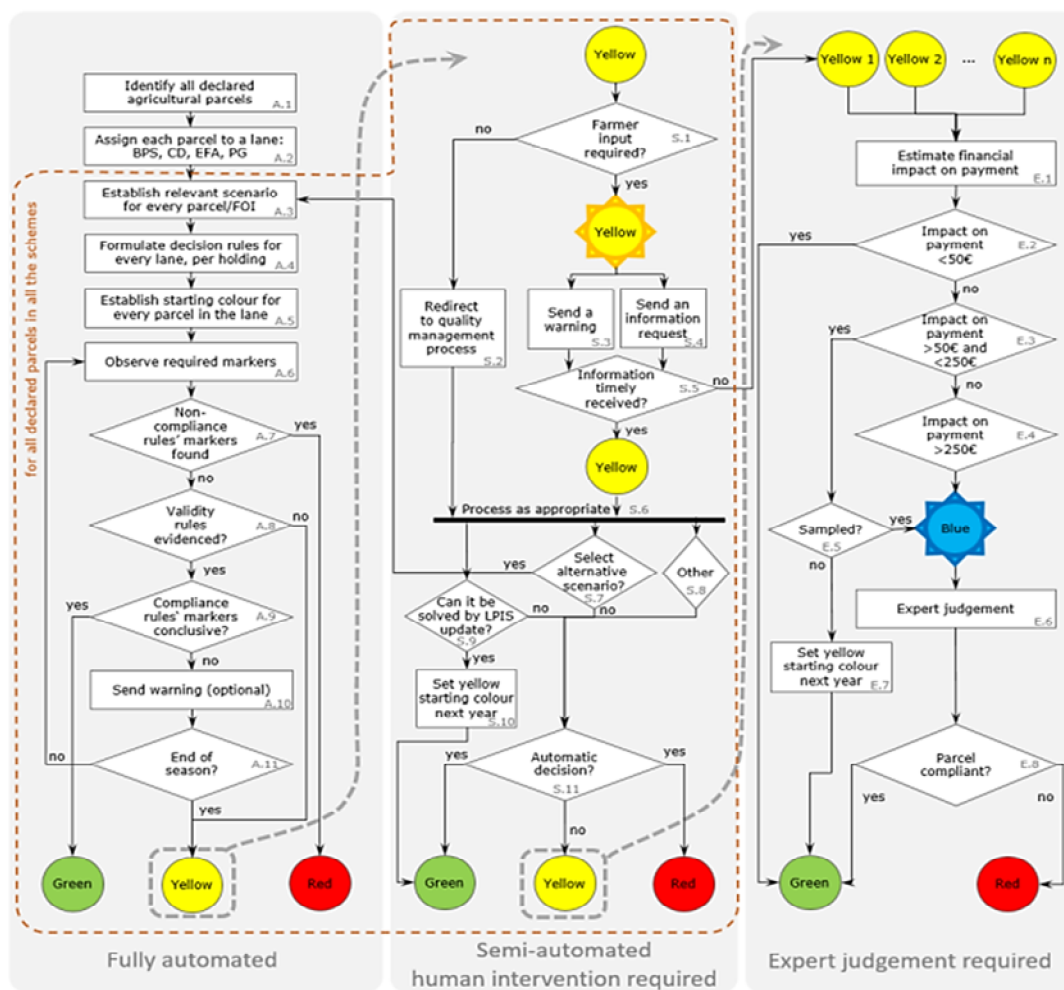 for all declared parcels in all the schemes
Identify all declared
agricultural parcels
A.1
Assign each parcel to a lane:
BPS, CD, EFA, PG
A.2
Establish relevant scenario
for every parcel/FOI
A.3
Formulate decision rules for
every lane, per holding
A.4
Establish starting colour for
every parcel in the lane
A.5
Observe required markers
A.6
Non-
compliance
rules' markers
found
A.7
yes
no
Validity
rules
evidenced?
A.8
no
yes
Compliance
rules' markers
conclusive?
A.9
yes
no
Send warning (optional)
A.10
End of
season?
A.11
no
yes
Green
Yellow
Red
Fully automated
Yellow
Farmer
input
required?
S.1
no
yes
Yellow
Redirect
to quality
management
process
S.2
Send a
warning
S.3
Send an
information
request
S.4
Information
timely
received?
S.5
no
yes
Yellow
Process as appropriate
S.6
Select
alternative
scenario?
S.7
yes
no
Other
S.8
Can it be
solved by LPIS
update?
S.9
no
yes
Set yellow
starting colour
next year
S.10
Automatic
decision?
S.11
yes
yes
no
Green
Yellow
Red
Semi-automated
human intervention required
Yellow 1
Yellow 2
...
Yellow n
Estimate financial
impact on payment
E.1
Impact on
payment
<50€
E.2
yes
no
Impact on
payment
>50€ and
<250€
E.3
yes
no
Impact on
payment
>250€
E.4
Sampled?
E.5
yes
no
Blue
Expert judgement
E.6
Set yellow
starting colour
next year
E.7
Parcel
compliant?
E.8
yes
no
Green
Red
Expert judgement required